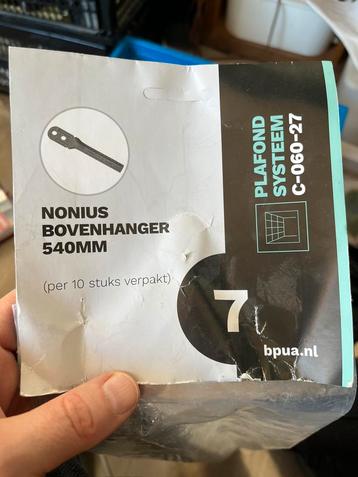 NONIUS
BOVENHANGER
540MM
(per 10 stuks verpakt)
PLAFOND
SYSTEEM
C-060-27
7
bpua.nl